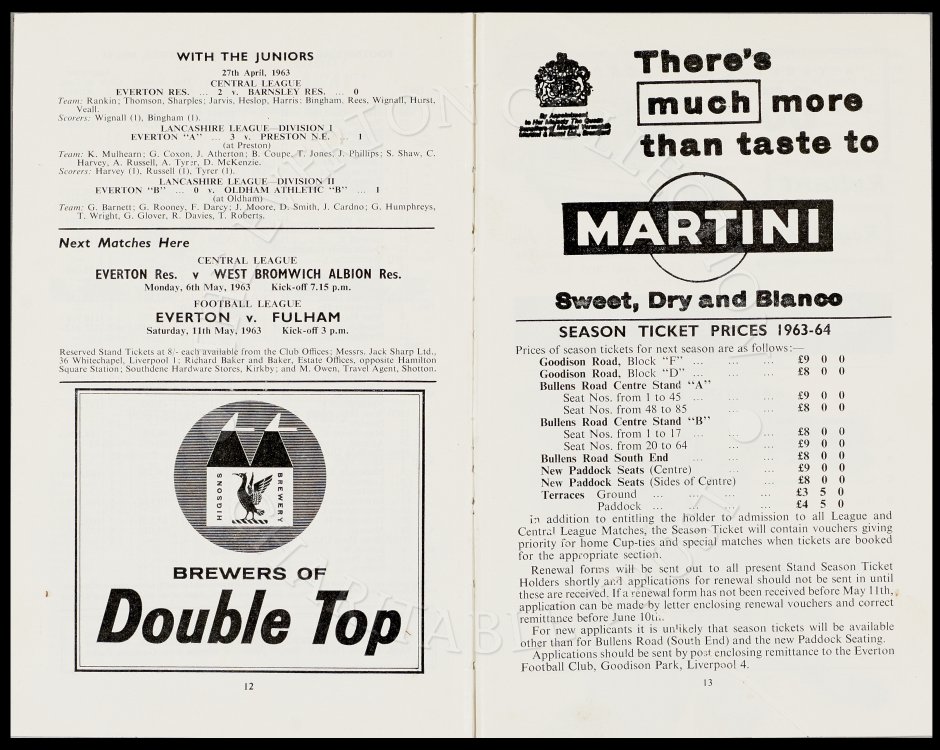 WITH THE JUNIORS
27th April, 1963
CENTRAL LEAGUE
EVERTON RES. ... 2 v. BARNSLEY RES. ... 0
Team: Rankin; Thomson, Sharples; Jarvis, Heslop, Harris; Bingham, Rees, Wignall, Hurst,
Veall.
Scorers: Wignall (1), Bingham (1).
LANCASHIRE LEAGUE—DIVISION I
EVERTON "A" ... 3 v. PRESTON N.E. ... 1
(at Preston)
Team: K. Mulhearn; G. Coxon, J. Atherton; B. Coupe, T. Jones, J. Phillips; S. Shaw, C.
Harvey, A. Russell, A. Tyrer, D. McKenzie.
Scorers: Harvey (1), Russell (1), Tyrer (1).
LANCASHIRE LEAGUE—DIVISION II
EVERTON "B" ... 0 v. OLDHAM ATHLETIC "B" ... 1
(at Oldham)
Team: G. Barnett; G. Rooney, F. Darcy; J. Moore, D. Smith, J. Cardno; G. Humphreys,
T. Wright, G. Glover, R. Davies, T. Roberts.
Next Matches Here
CENTRAL LEAGUE
EVERTON Res. v WEST BROMWICH ALBION Res.
Monday, 6th May, 1963 Kick-off 7.15 p.m.
FOOTBALL LEAGUE
EVERTON v. FULHAM
Saturday, 11th May, 1963 Kick-off 3 p.m.
Reserved Stand Tickets at 8/- each available from the Club Offices; Messrs. Jack Sharp Ltd.,
36 Whitechapel, Liverpool 1; Richard Baker and Baker, Estate Offices, opposite Hamilton
Square Station; Southdene Hardware Stores, Kirkby; and M. Owen, Travel Agent, Shotton.
HIGSONS BREWERY
BREWERS OF
Double Top
12
There's
much more
than taste to
By Appointment
to Her Majesty The Queen
MARTINI
Sweet, Dry and Bianco
SEASON TICKET PRICES 1963-64
Prices of season tickets for next season are as follows:—
Goodison Road, Block "F" ... ... ... £9 0 0
Goodison Road, Block "D" ... ... ... £8 0 0
Bullens Road Centre Stand "A"
Seat Nos. from 1 to 45 ... ... ... £9 0 0
Seat Nos. from 48 to 85 ... ... ... £8 0 0
Bullens Road Centre Stand "B"
Seat Nos. from 1 to 17 ... ... ... £8 0 0
Seat Nos. from 20 to 64 ... ... ... £9 0 0
Bullens Road South End ... ... ... £8 0 0
New Paddock Seats (Centre) ... ... £9 0 0
New Paddock Seats (Sides of Centre) ... £8 0 0
Terraces Ground ... ... ... ... £3 5 0
Paddock ... ... ... ... £4 5 0
In addition to entitling the holder to admission to all League and
Central League Matches, the Season Ticket will contain vouchers giving
priority for home Cup-ties and special matches when tickets are booked
for the appropriate section.
Renewal forms will be sent out to all present Stand Season Ticket
Holders shortly and applications for renewal should not be sent in until
these are received. If a renewal form has not been received before May 11th,
application can be made by letter enclosing renewal vouchers and correct
remittance before June 10th.
For new applicants it is unlikely that season tickets will be available
other than for Bullens Road (South End) and the new Paddock Seating.
Applications should be sent by post enclosing remittance to the Everton
Football Club, Goodison Park, Liverpool 4.
13